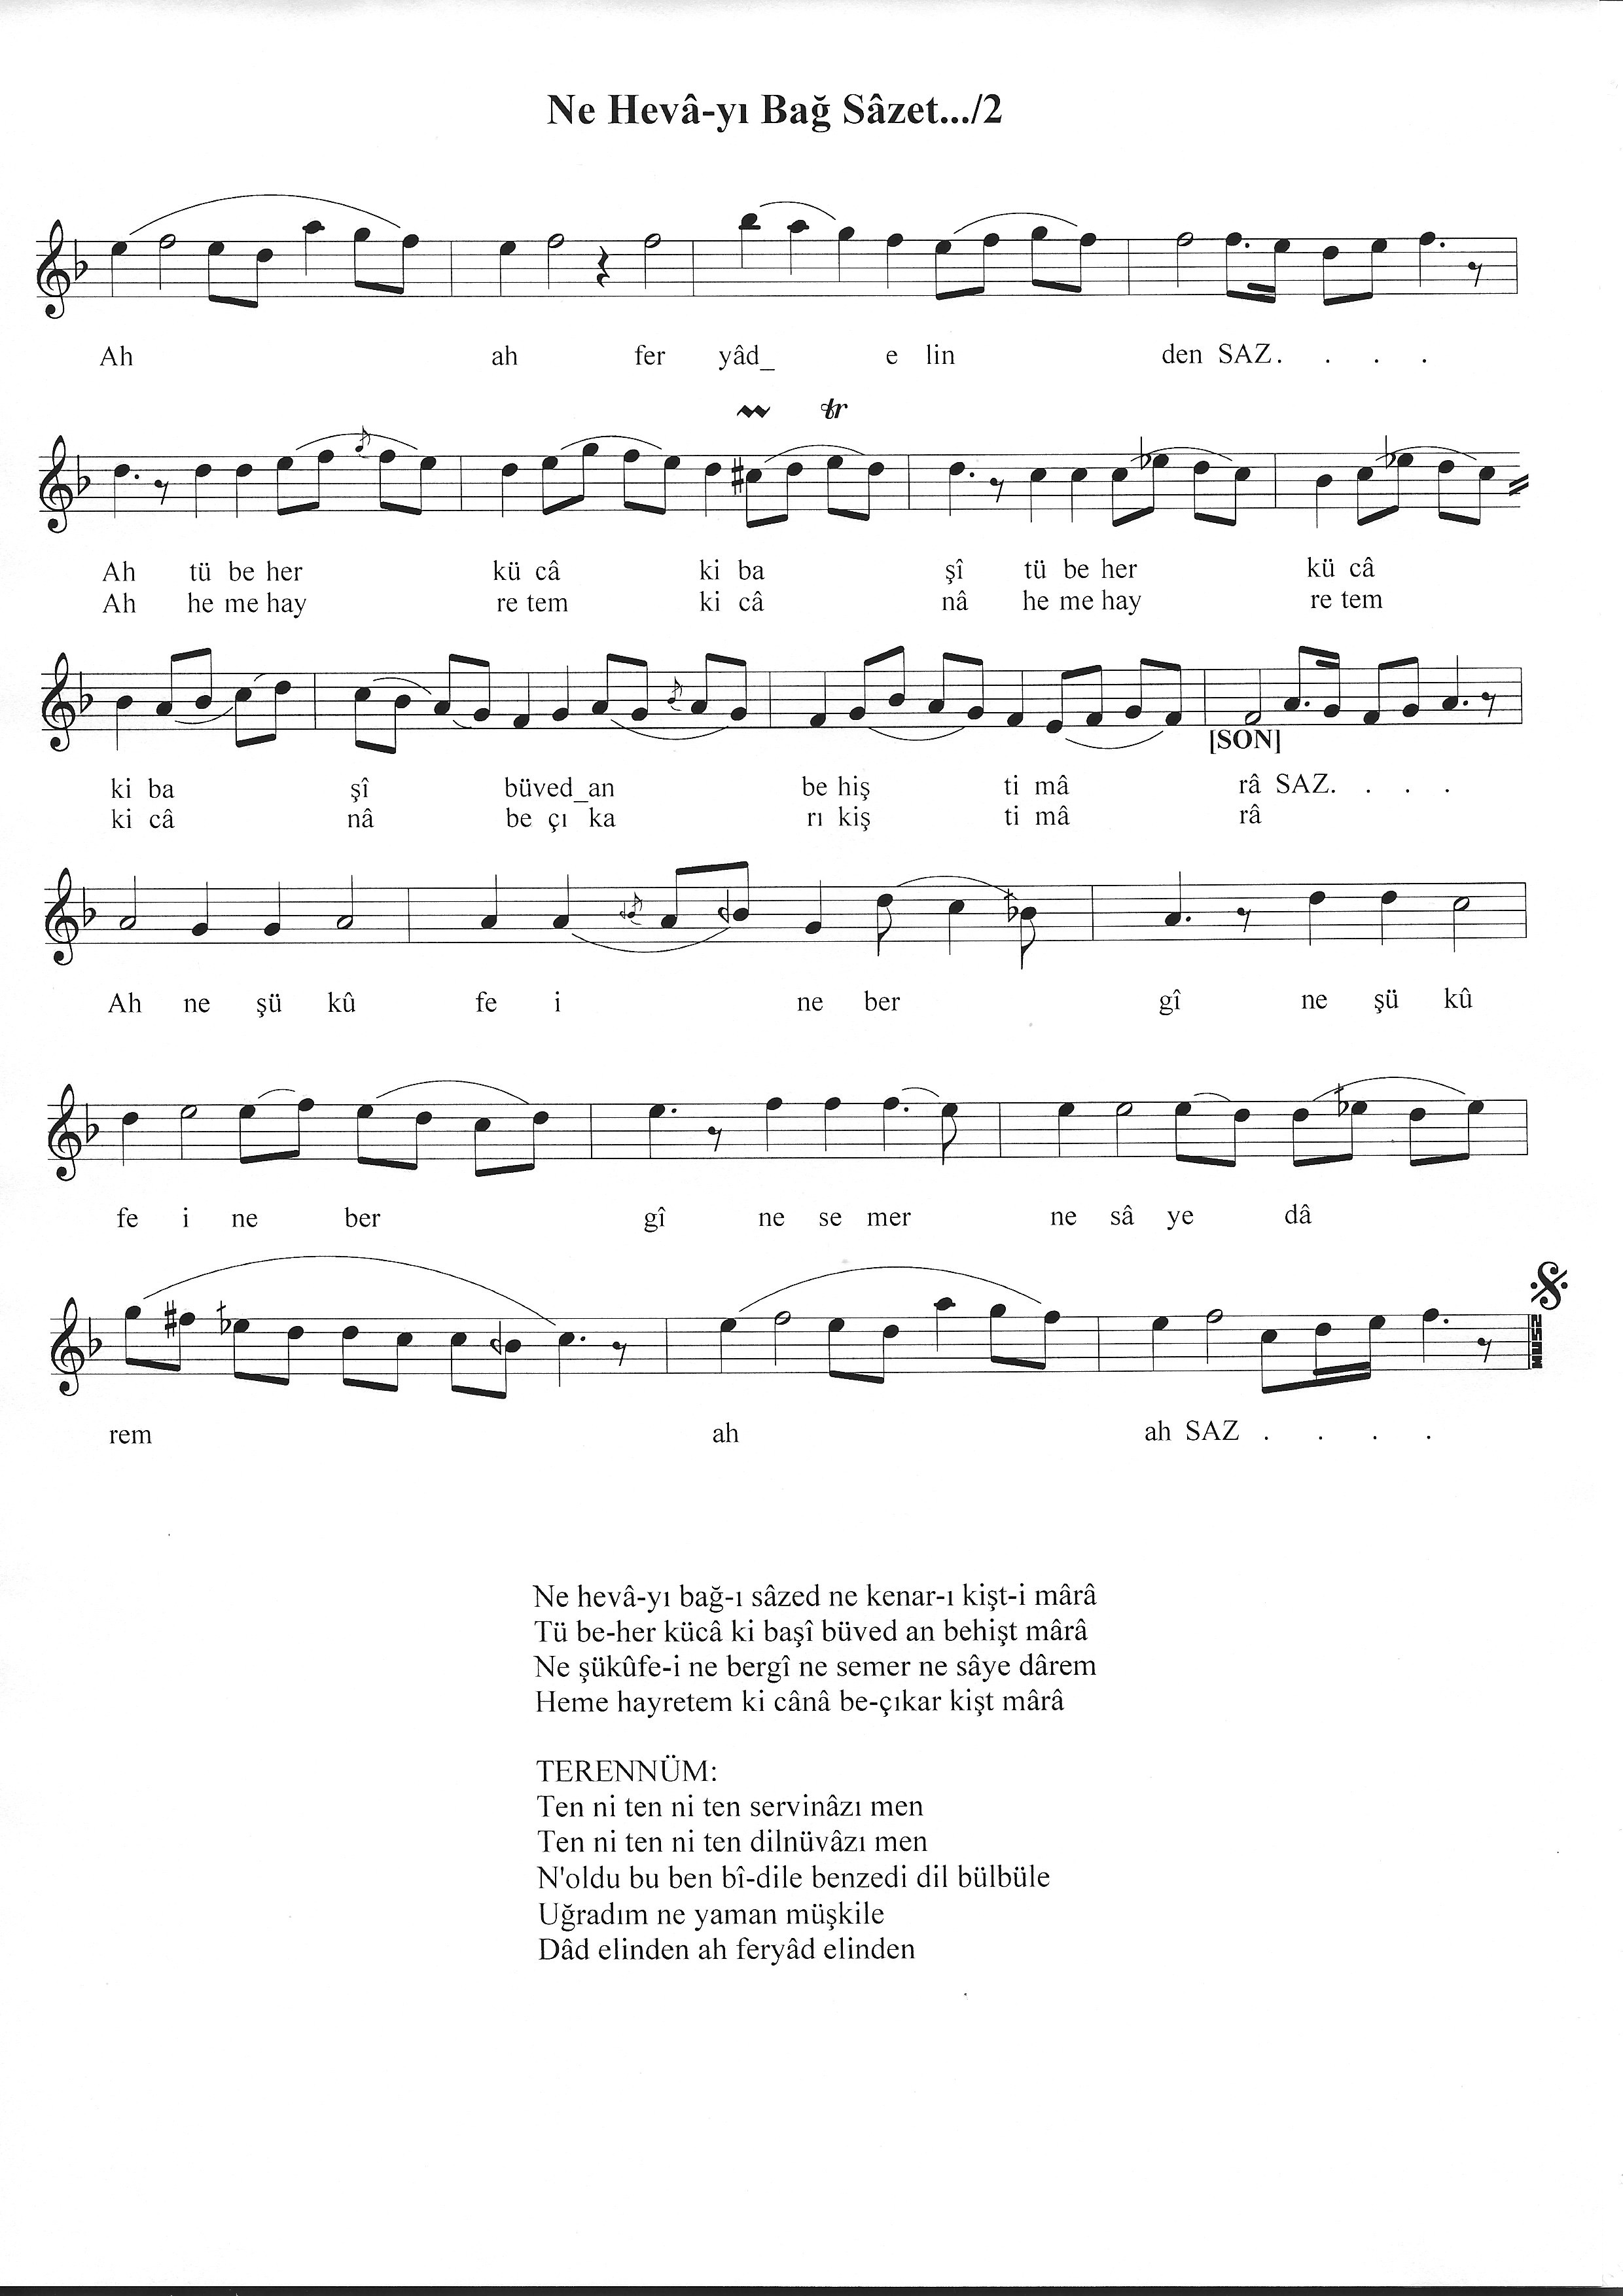 Ne Hevâ-yı Bağ Sâzet.../2
Ah ah fer yâd_ e lin den SAZ. . . .
tr
Ah tü be her kü câ ki ba şî tü be her kü câ
Ah he me hay re tem ki câ nâ he me hay re tem
[SON]
ki ba şî büved_an be hiş ti mâ râ SAZ. . . .
ki câ nâ be çı ka rı kiş ti mâ râ
Ah ne şü kû fe i ne ber gî ne şü kû
fe i ne ber gî ne se mer ne sâ ye dâ
MUSZ
rem ah ah SAZ . . . .
Ne hevâ-yı bağ-ı sâzed ne kenar-ı kişt-i mârâ
Tü be-her kücâ ki başî büved an behişt mârâ
Ne şükûfe-i ne bergî ne semer ne sâye dârem
Heme hayretem ki cânâ be-çıkar kişt mârâ
TERENNÜM:
Ten ni ten ni ten servinâzı men
Ten ni ten ni ten dilnüvâzı men
N'oldu bu ben bî-dile benzedi dil bülbüle
Uğradım ne yaman müşkile
Dâd elinden ah feryâd elinden